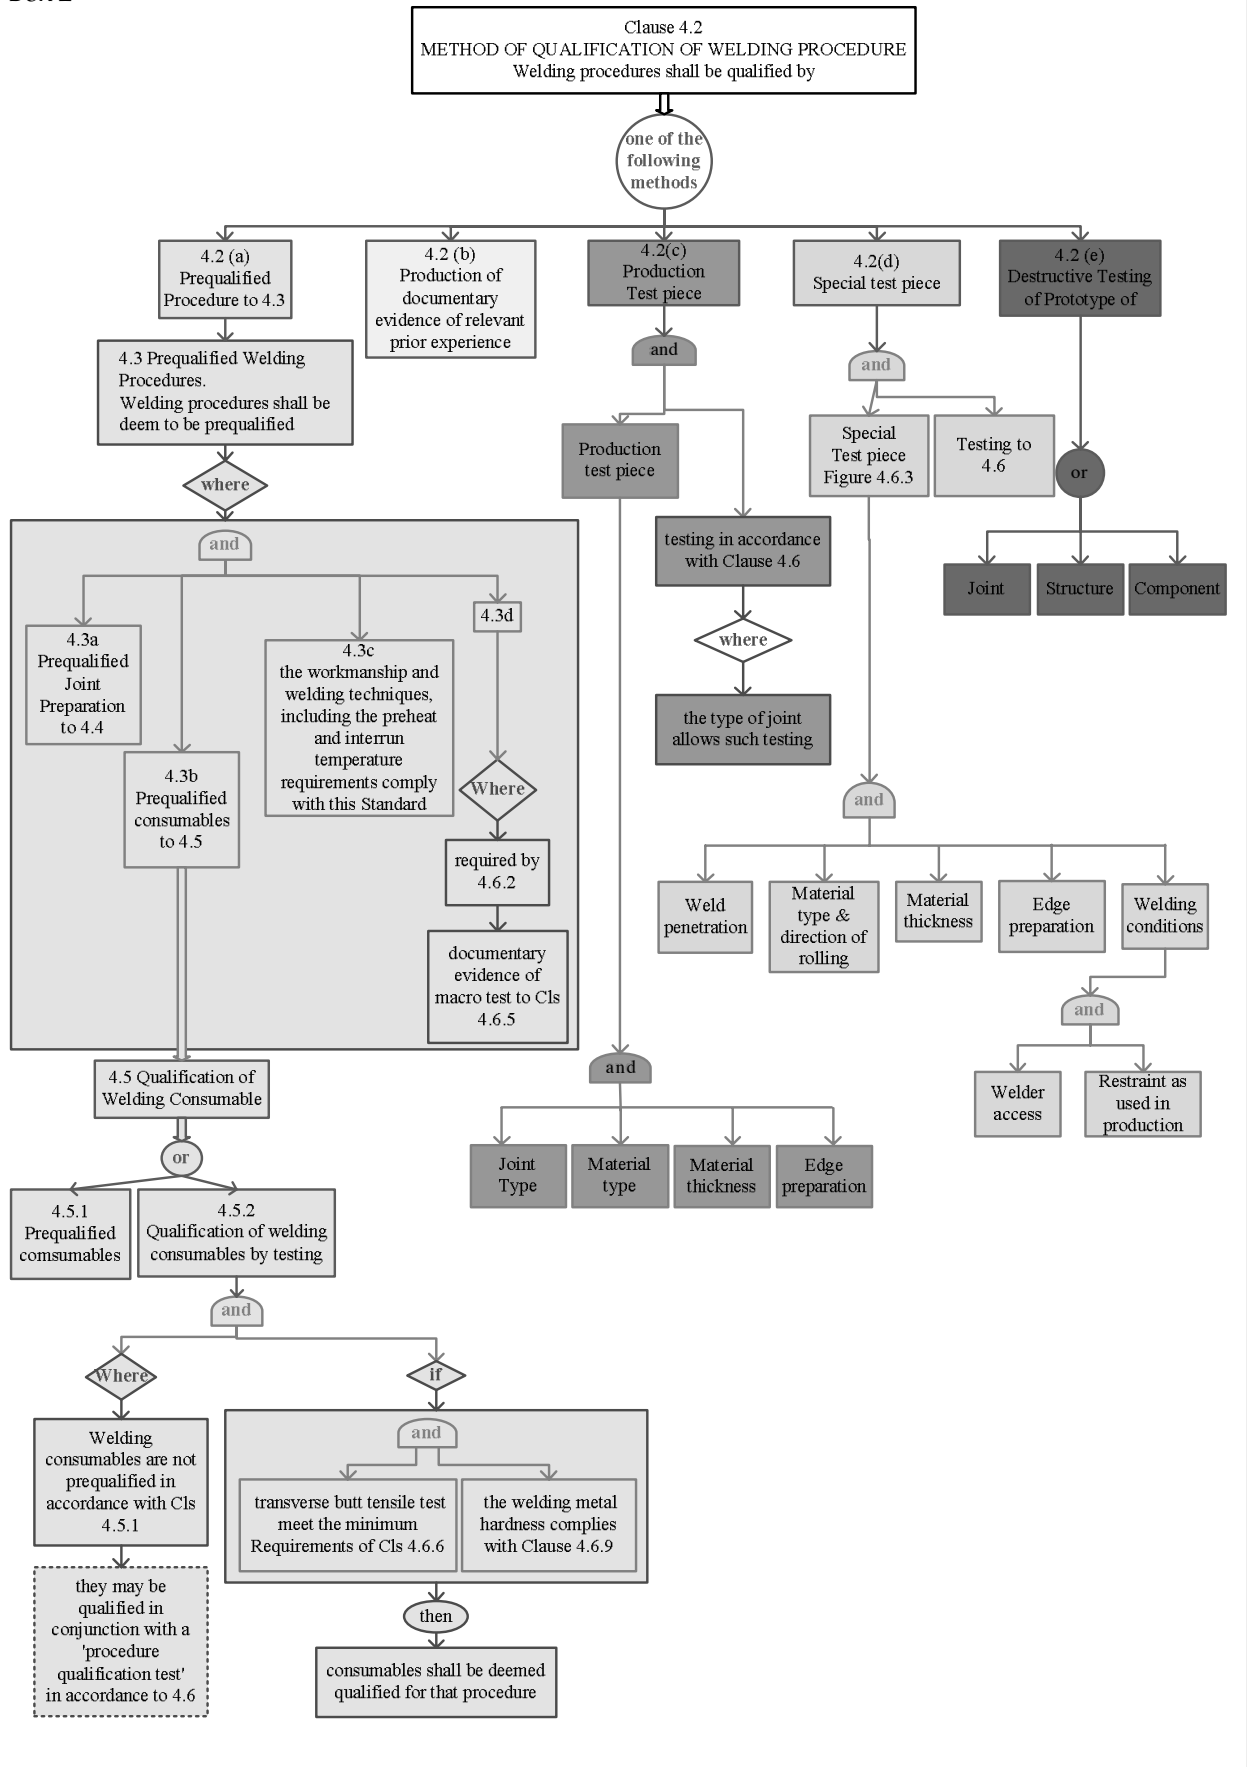 Clause 4.2
METHOD OF QUALIFICATION OF WELDING PROCEDURE
Welding procedures shall be qualified by
one of the
following
methods
4.2 (a)
Prequalified
Procedure to 4.3
4.2 (b)
Production of
documentary
evidence of relevant
prior experience
4.2(c)
Production
Test piece
4.2(d)
Special test piece
4.2 (e)
Destructive Testing
of Prototype of
4.3 Prequalified Welding
Procedures.
Welding procedures shall be
deem to be prequalified
where
and
4.3a
Prequalified
Joint
Preparation
to 4.4
4.3b
Prequalified
consumables
to 4.5
4.3c
the workmanship and
welding techniques,
including the preheat
and interrun
temperature
requirements comply
with this Standard
4.3d
Where
required by
4.6.2
documentary
evidence of
macro test to Cls
4.6.5
and
Production
test piece
testing in accordance
with Clause 4.6
where
the type of joint
allows such testing
and
Joint
Type
Material
type
Material
thickness
Edge
preparation
and
Special
Test piece
Figure 4.6.3
Testing to
4.6
and
Weld
penetration
Material
type &
direction of
rolling
Material
thickness
Edge
preparation
Welding
conditions
and
Welder
access
Restraint as
used in
production
or
Joint
Structure
Component
4.5 Qualification of
Welding Consumable
or
4.5.1
Prequalified
comsumables
4.5.2
Qualification of welding
consumables by testing
and
Where
Welding
consumables are not
prequalified in
accordance with Cls
4.5.1
they may be
qualified in
conjunction with a
'procedure
qualification test'
in accordance to 4.6
if
and
transverse butt tensile test
meet the minimum
Requirements of Cls 4.6.6
the welding metal
hardness complies
with Clause 4.6.9
then
consumables shall be deemed
qualified for that procedure